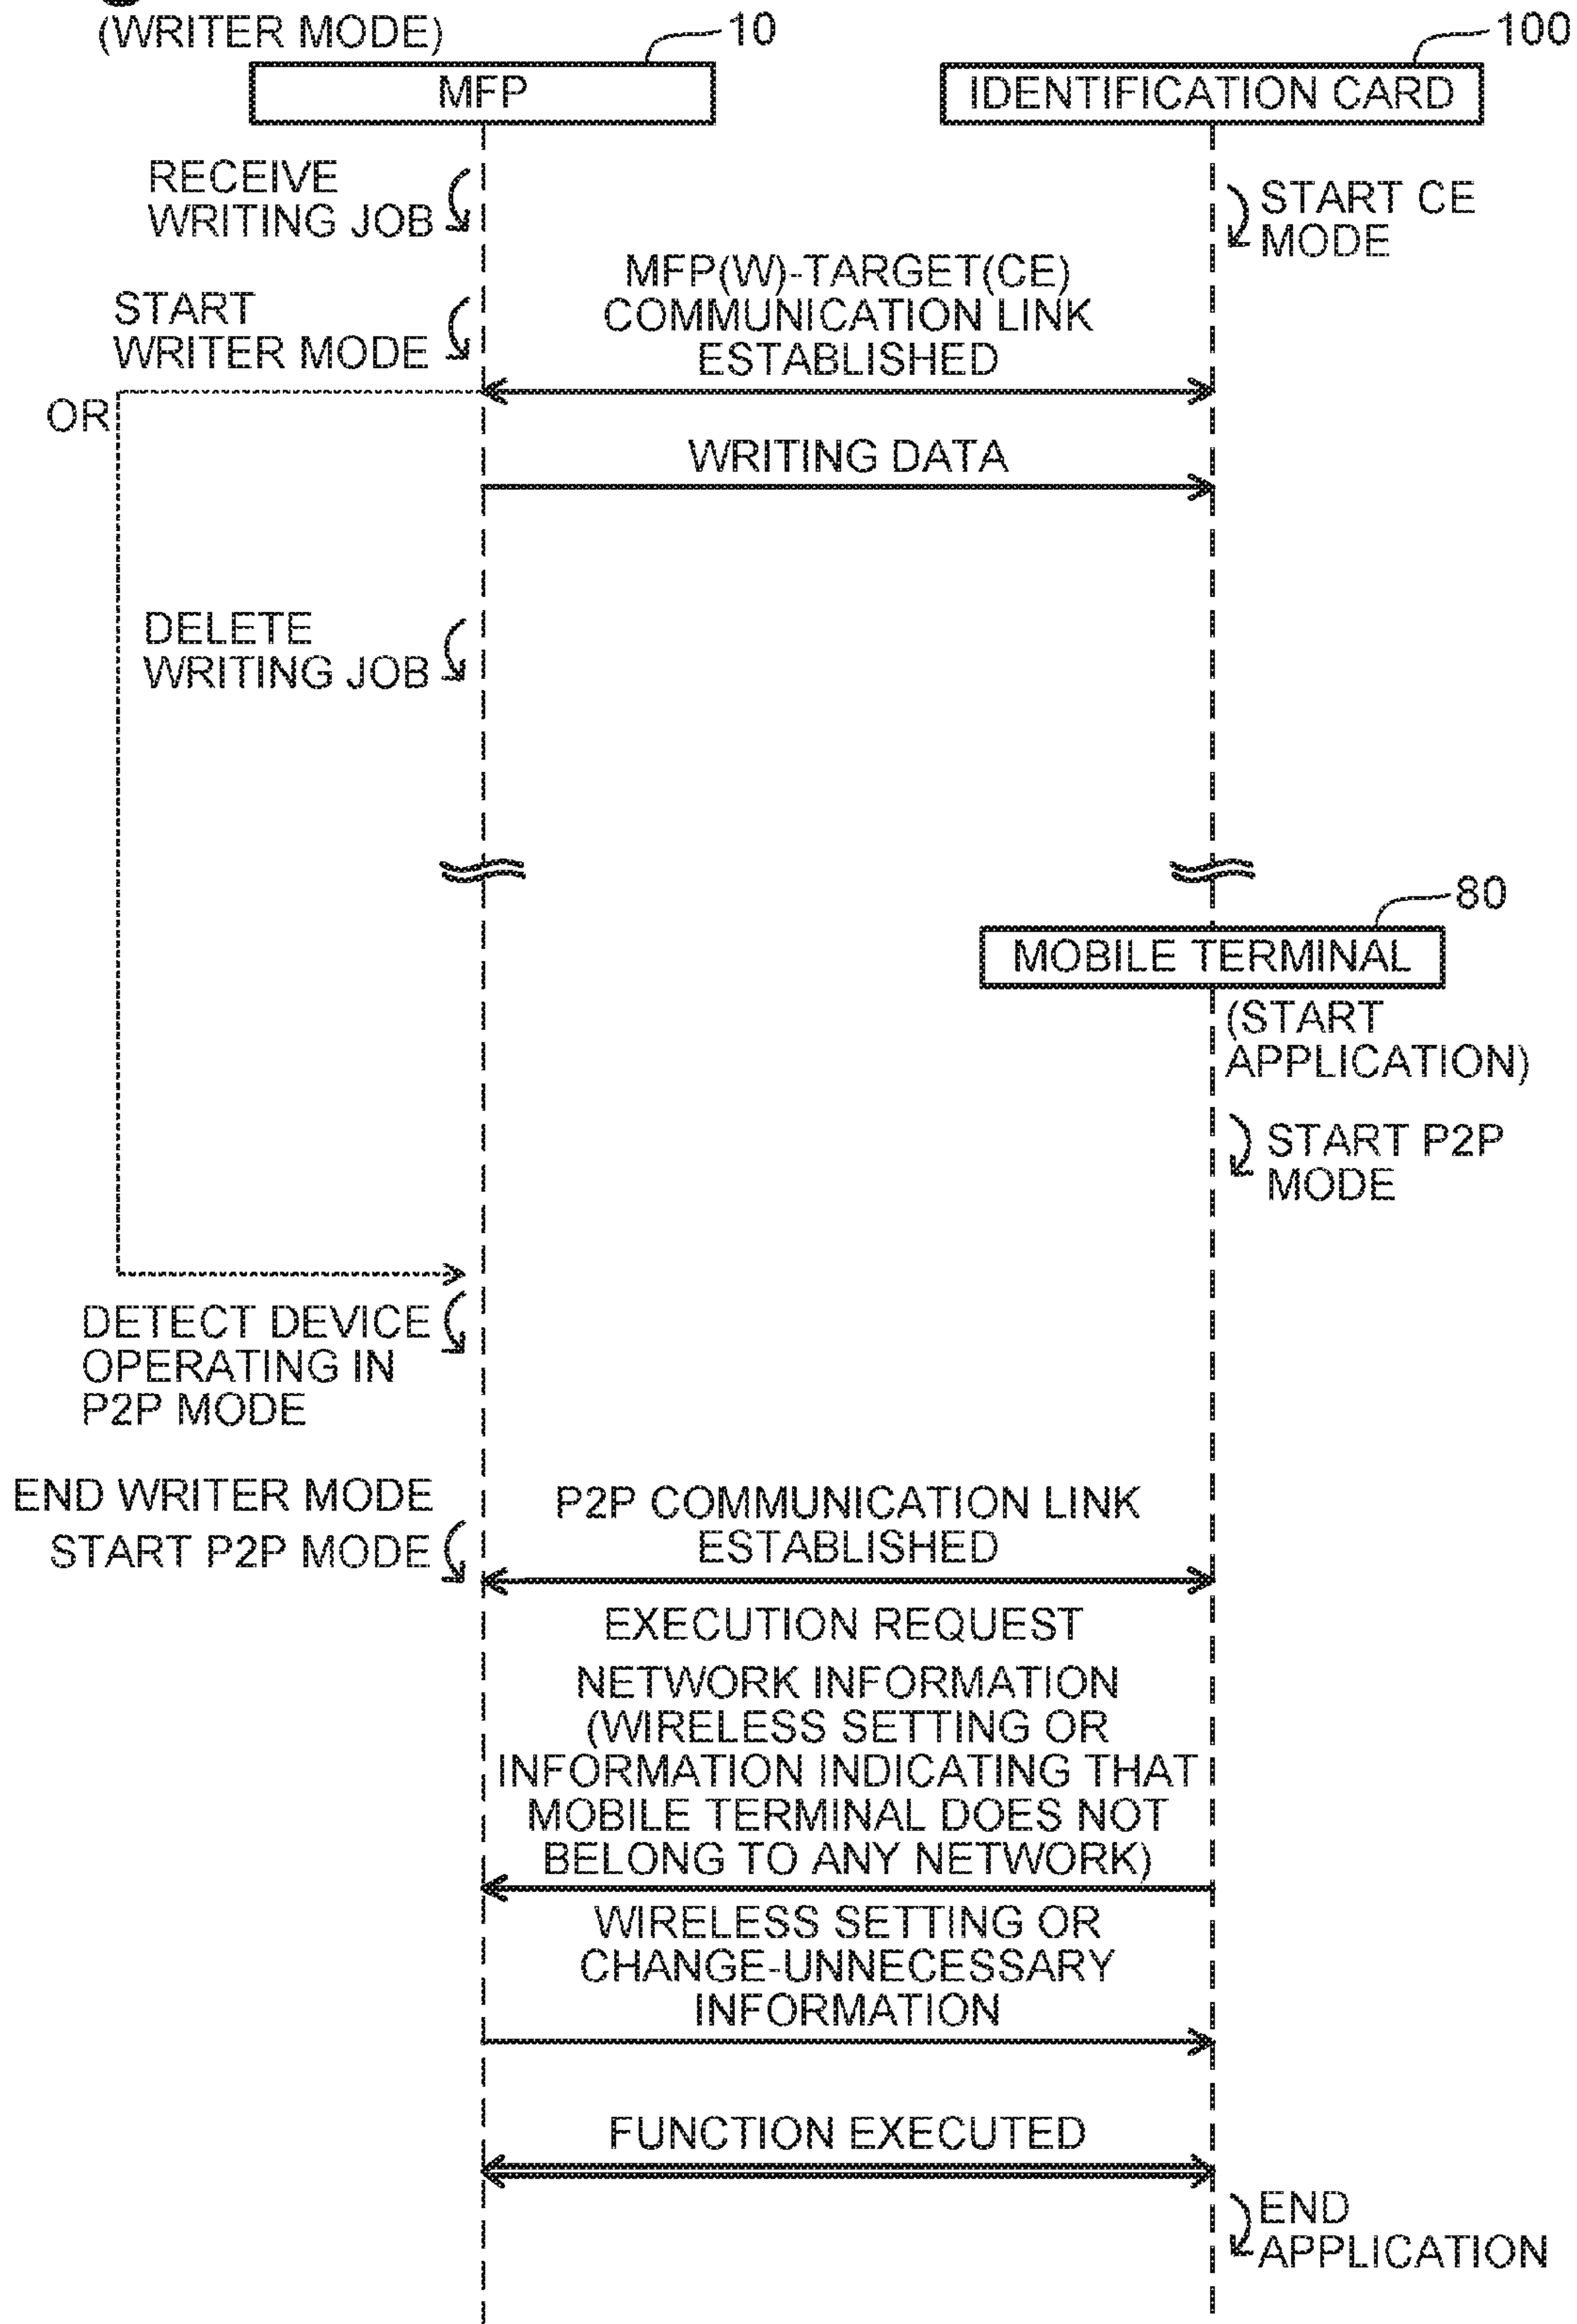 (WRITER MODE)
10
100
MFP
IDENTIFICATION CARD
RECEIVE
WRITING JOB
START CE
MODE
MFP(W)-TARGET(CE)
COMMUNICATION LINK
ESTABLISHED
START
WRITER MODE
OR
WRITING DATA
DELETE
WRITING JOB
80
MOBILE TERMINAL
(START
APPLICATION)
START P2P
MODE
DETECT DEVICE
OPERATING IN
P2P MODE
END WRITER MODE
START P2P MODE
P2P COMMUNICATION LINK
ESTABLISHED
EXECUTION REQUEST
NETWORK INFORMATION
(WIRELESS SETTING OR
INFORMATION INDICATING THAT
MOBILE TERMINAL DOES NOT
BELONG TO ANY NETWORK)
WIRELESS SETTING OR
CHANGE-UNNECESSARY
INFORMATION
FUNCTION EXECUTED
END
APPLICATION